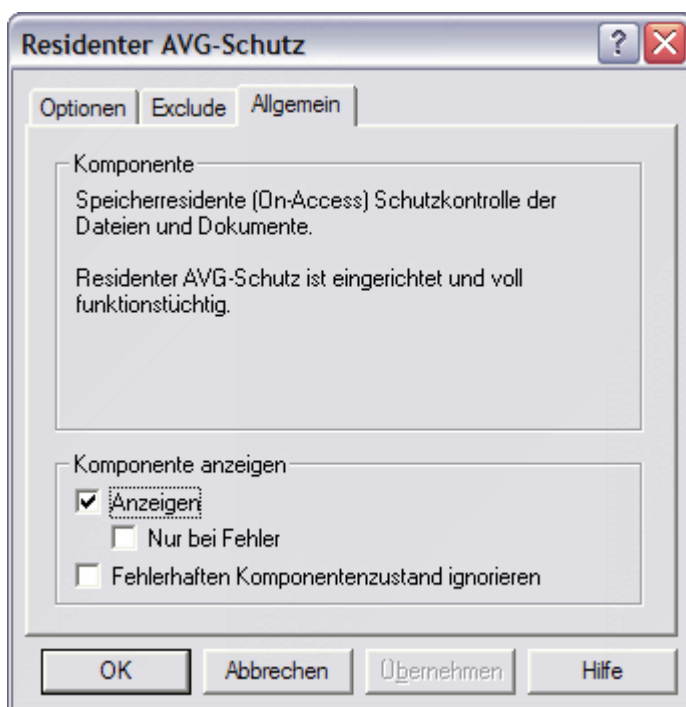 Residenter AVG-Schutz
?
Optionen Exclude Allgemein
Komponente
Speicherresidente (On-Access) Schutzkontrolle der
Dateien und Dokumente.
Residenter AVG-Schutz ist eingerichtet und voll
funktionstüchtig.
Komponente anzeigen
Anzeigen
Nur bei Fehler
Fehlerhaften Komponentenzustand ignorieren
OK Abbrechen Übernehmen Hilfe